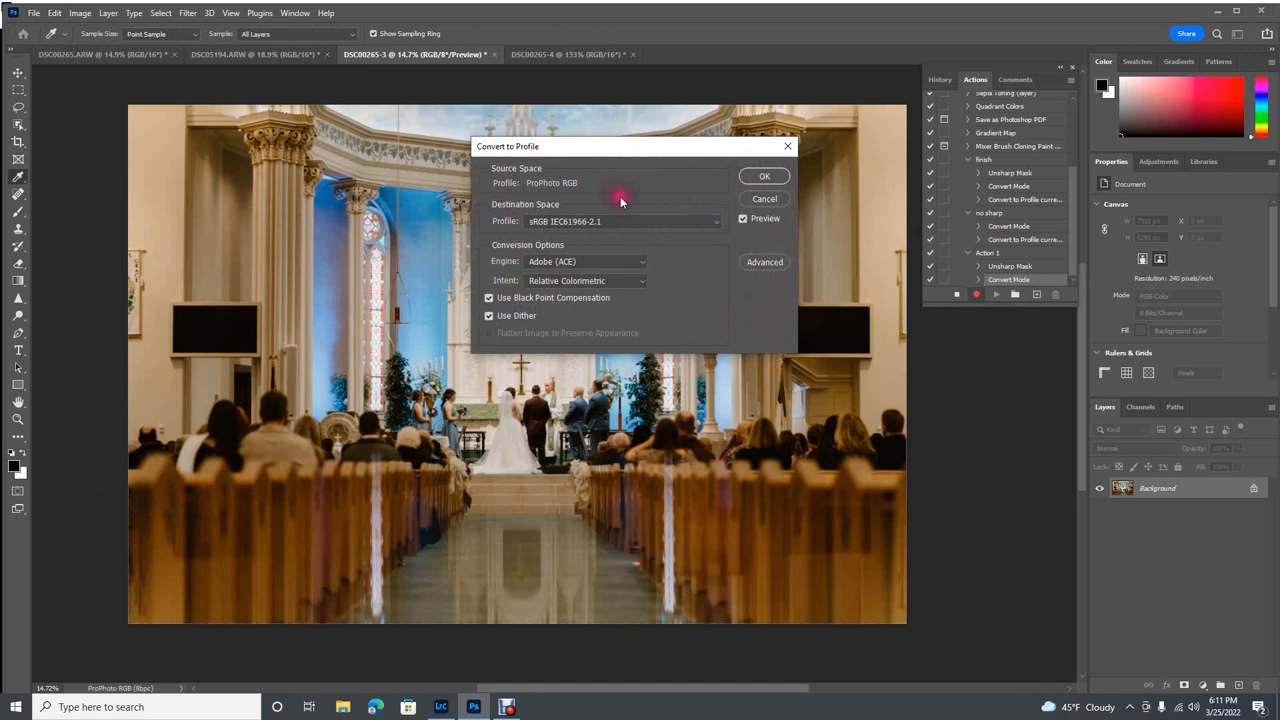 Ps File Edit Image Layer Type Select Filter 3D View Plugins Window Help
Sample Size: Point Sample Sample: All Layers Show Sampling Ring Share
DSC00265.ARW @ 14.9% (RGB/16*) * × DSC05194.ARW @ 18.9% (RGB/16*) * × DSC00265-3 @ 14.7% (RGB/8*/Preview) * × DSC00265-4 @ 133% (RGB/16*) * ×
Color Swatches Gradients Patterns
History Actions Comments
Sepia Toning (layer)
Quadrant Colors
Save as Photoshop PDF
Gradient Map
Mixer Brush Cloning Paint ...
finish
Unsharp Mask
Convert Mode
Convert to Profile curre...
no sharp
Convert Mode
Convert to Profile curre...
Action 1
Unsharp Mask
Convert Mode
Convert to Profile
Source Space
Profile: ProPhoto RGB
OK
Destination Space
Cancel
Profile: sRGB IEC61966-2.1
Preview
Conversion Options
Engine: Adobe (ACE)
Advanced
Intent: Relative Colorimetric
Use Black Point Compensation
Use Dither
Flatten Image to Preserve Appearance
Properties Adjustments Libraries
Document
Canvas
W X
H Y
Resolution: 240 pixels/inch
Mode RGB Color
8 Bits/Channel
Fill Background Color
Rulers & Grids
Pixels
Layers Channels Paths
Kind
Normal Opacity: 100%
Lock: Fill: 100%
Background
14.72% ProPhoto RGB (8bpc)
Type here to search
LrC Ps
45°F Cloudy
6:11 PM
3/25/2022
2